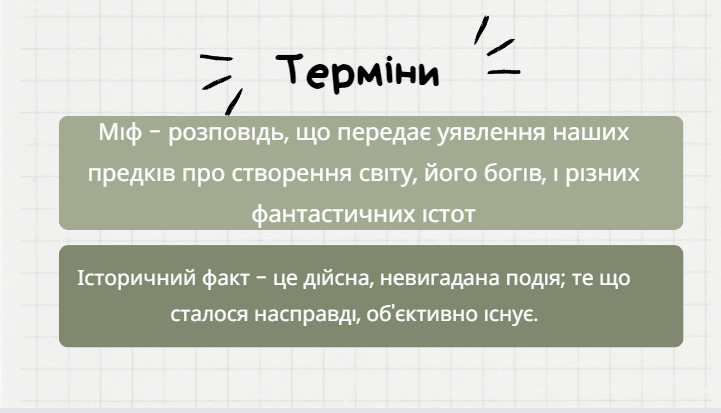 Терміни
Міф – розповідь, що передає уявлення наших
предків про створення світу, його богів, і різних
фантастичних істот
Історичний факт – це дійсна, невигадана подія; те що
сталося насправді, об'єктивно існує.